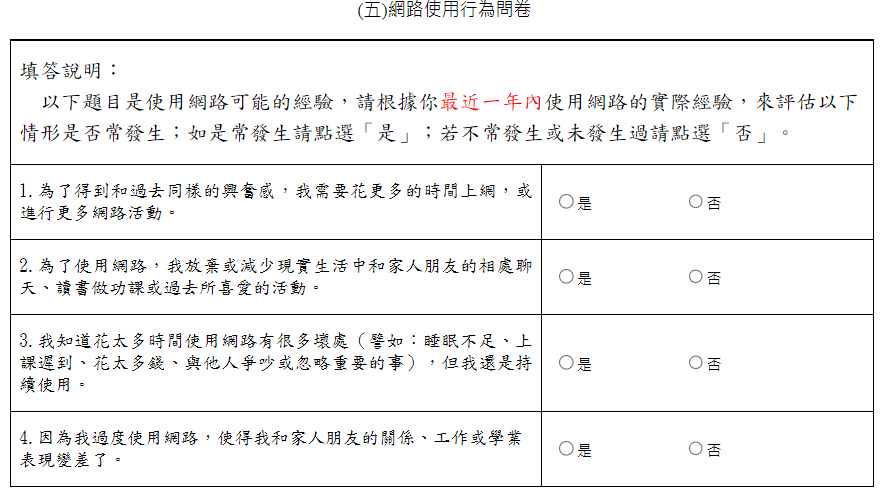 (五)網路使用行為問卷
填答說明：
以下題目是使用網路可能的經驗，請根據你最近一年內使用網路的實際經驗，來評估以下
情形是否常發生；如是常發生請點選「是」；若不常發生或未發生過請點選「否」。
1.為了得到和過去同樣的興奮感，我需要花更多的時間上網，或
進行更多網路活動。
是 否
2.為了使用網路，我放棄或減少現實生活中和家人朋友的相處聊
天、讀書做功課或過去所喜愛的活動。
是 否
3.我知道花太多時間使用網路有很多壞處（譬如：睡眠不足、上
課遲到、花太多錢、與他人爭吵或忽略重要的事），但我還是持
續使用。
是 否
4.因為我過度使用網路，使得我和家人朋友的關係、工作或學業
表現變差了。
是 否